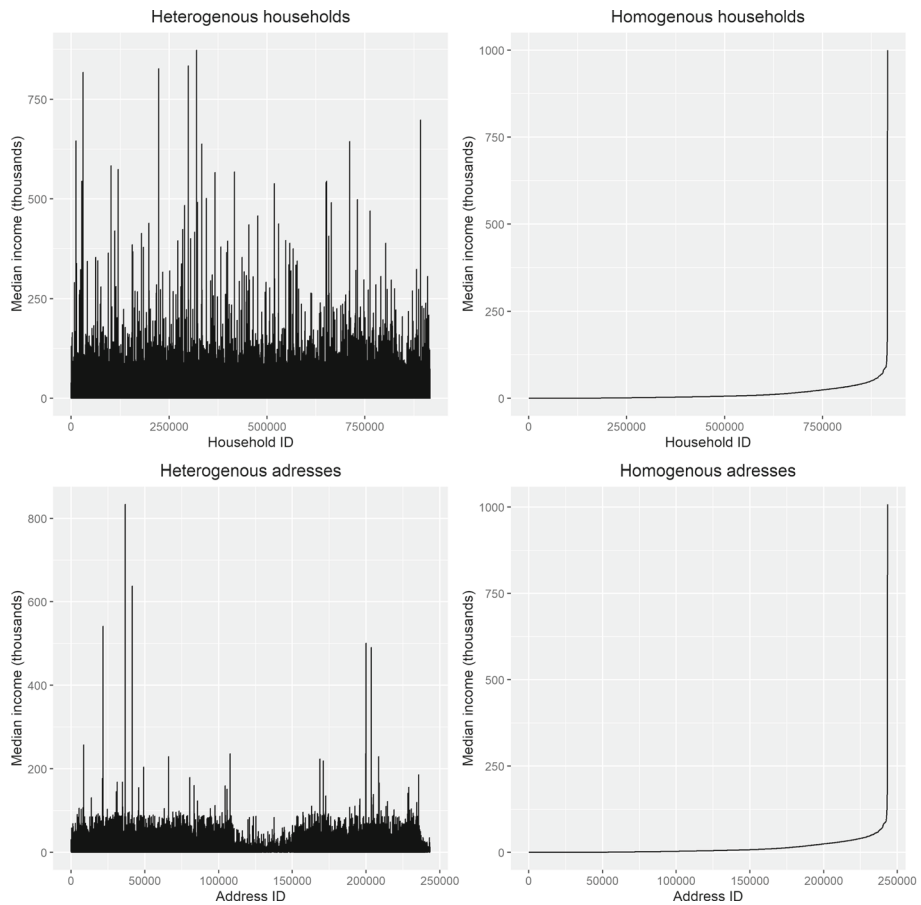 Heterogenous households
Median income (thousands)
750
500
250
0
0 250000 500000 750000
Household ID
Homogenous households
Median income (thousands)
1000
750
500
250
0
0 250000 500000 750000
Household ID
Heterogenous adresses
Median income (thousands)
800
600
400
200
0
0 50000 100000 150000 200000 250000
Address ID
Homogenous adresses
Median income (thousands)
1000
750
500
250
0
0 50000 100000 150000 200000 250000
Address ID